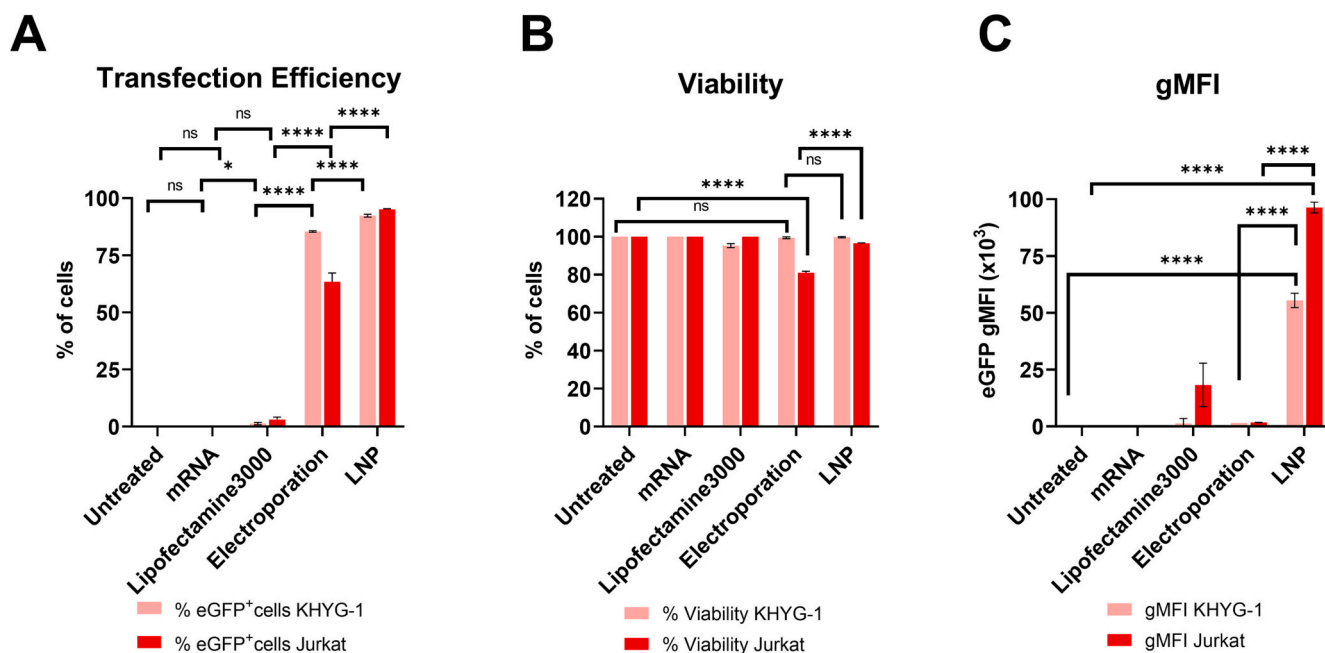 A
Transfection Efficiency
ns
****
ns
****
ns
*
****
****
100
75
50
25
0
% of cells
Untreated
mRNA
Lipofectamine3000
Electroporation
LNP
% eGFP⁺cells KHYG-1
% eGFP⁺cells Jurkat
B
Viability
****
ns
****
ns
120
100
80
60
40
20
0
% of cells
Untreated
mRNA
Lipofectamine3000
Electroporation
LNP
% Viability KHYG-1
% Viability Jurkat
C
gMFI
****
****
****
****
100
75
50
25
0
eGFP gMFI (x10³)
Untreated
mRNA
Lipofectamine3000
Electroporation
LNP
gMFI KHYG-1
gMFI Jurkat